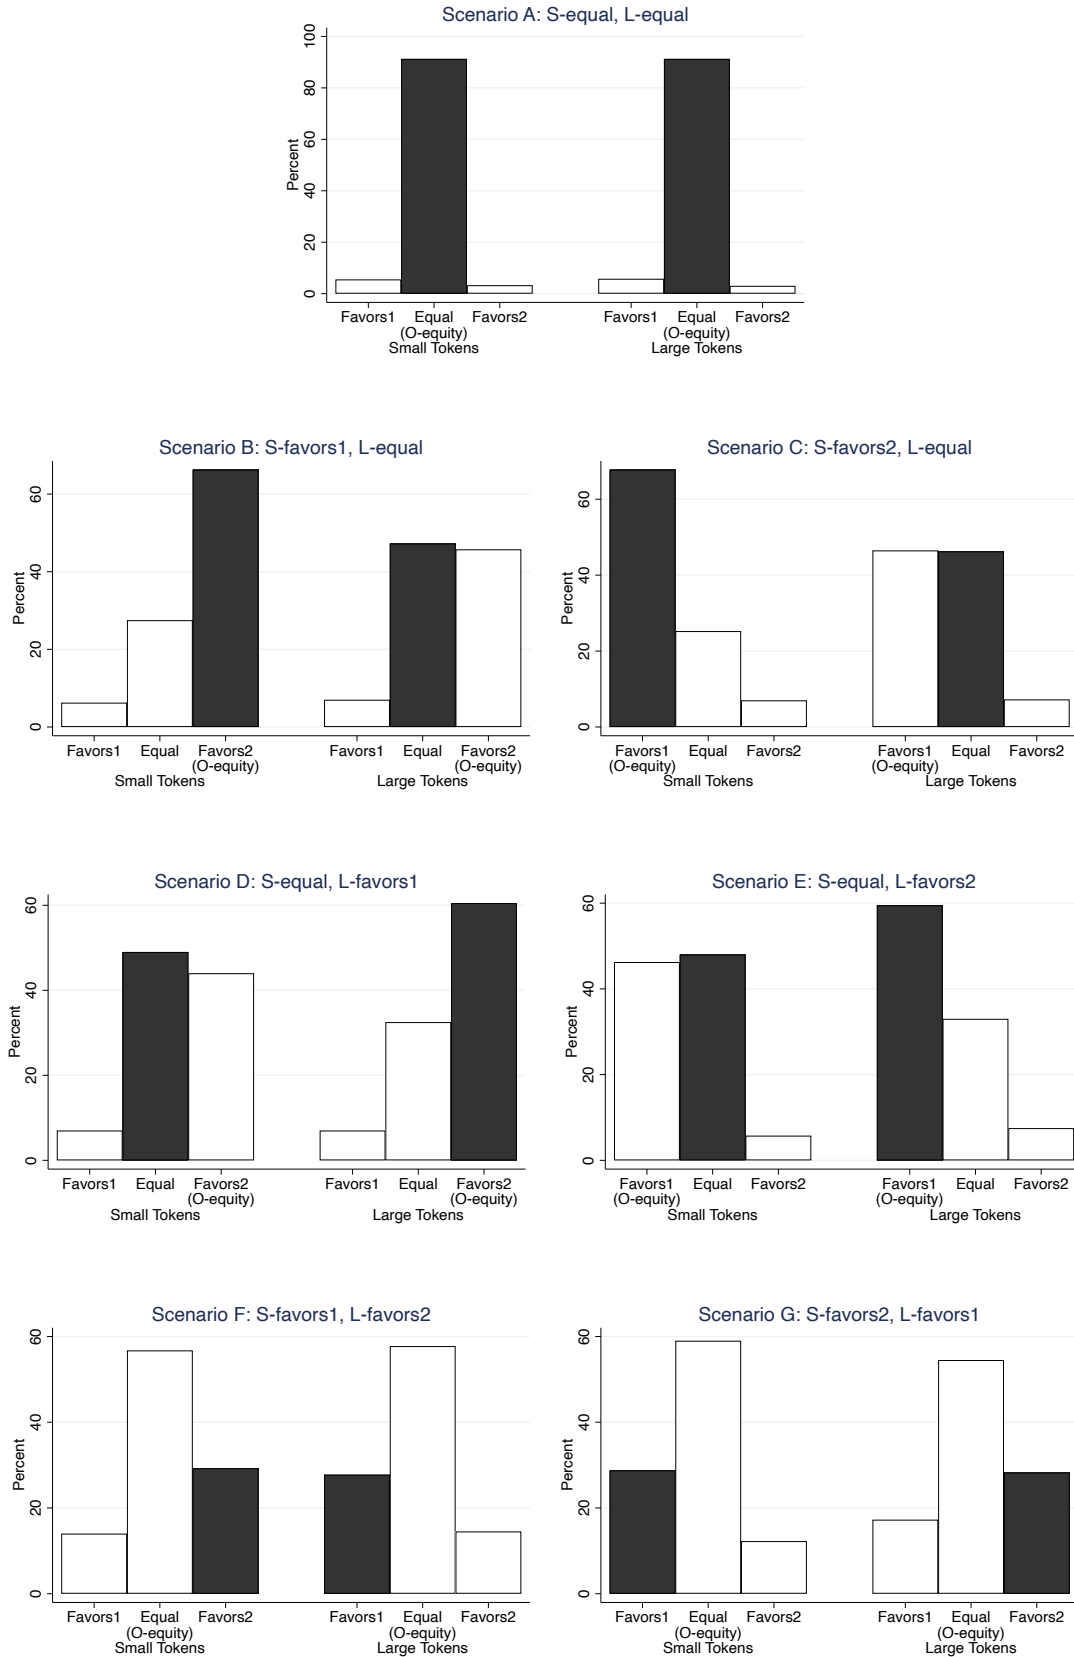 Scenario A: S-equal, L-equal
Percent
100
80
60
40
20
0
Favors1 Equal Favors2 Favors1 Equal Favors2
(O-equity) (O-equity)
Small Tokens Large Tokens
Scenario B: S-favors1, L-equal
Percent
60
40
20
0
Favors1 Equal Favors2 Favors1 Equal Favors2
(O-equity) (O-equity)
Small Tokens Large Tokens
Scenario C: S-favors2, L-equal
Percent
60
40
20
0
Favors1 Equal Favors2 Favors1 Equal Favors2
(O-equity) (O-equity)
Small Tokens Large Tokens
Scenario D: S-equal, L-favors1
Percent
60
40
20
0
Favors1 Equal Favors2 Favors1 Equal Favors2
(O-equity) (O-equity)
Small Tokens Large Tokens
Scenario E: S-equal, L-favors2
Percent
60
40
20
0
Favors1 Equal Favors2 Favors1 Equal Favors2
(O-equity) (O-equity)
Small Tokens Large Tokens
Scenario F: S-favors1, L-favors2
Percent
60
40
20
0
Favors1 Equal Favors2 Favors1 Equal Favors2
(O-equity) (O-equity)
Small Tokens Large Tokens
Scenario G: S-favors2, L-favors1
Percent
60
40
20
0
Favors1 Equal Favors2 Favors1 Equal Favors2
(O-equity) (O-equity)
Small Tokens Large Tokens